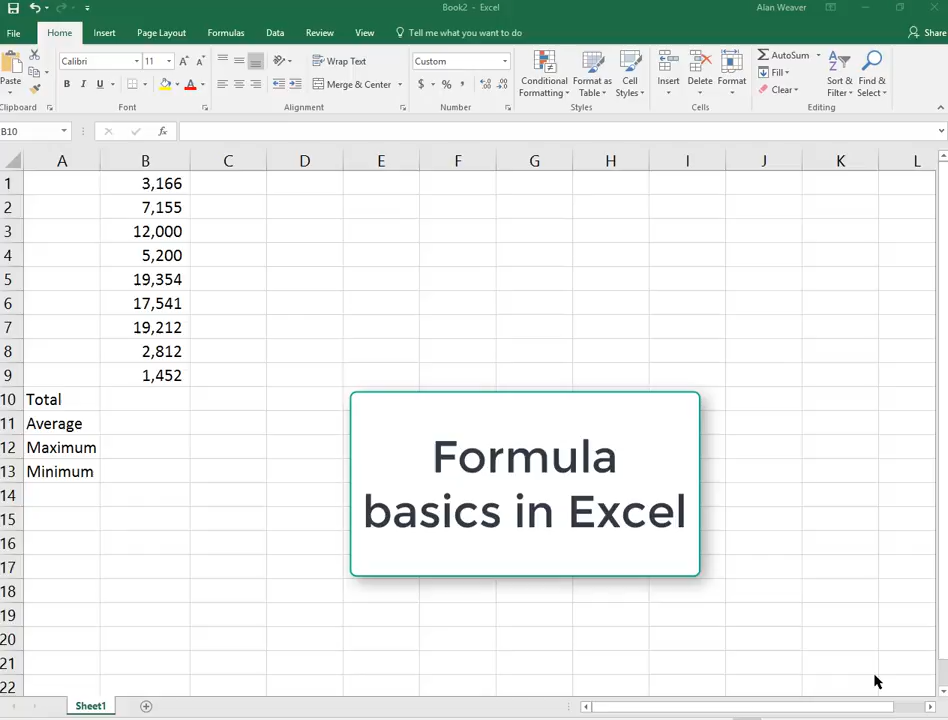 Book2 - Excel
Alan Weaver
File Home Insert Page Layout Formulas Data Review View Tell me what you want to do Share
Paste
Clipboard
Calibri 11
B I U
Font
Wrap Text
Merge & Center
Alignment
Custom
$ % ,
Number
Conditional Formatting
Format as Table
Cell Styles
Styles
Insert Delete Format
Cells
AutoSum
Fill
Clear
Sort & Filter
Find & Select
Editing
B10 fx
A B C D E F G H I J K L
1 3,166
2 7,155
3 12,000
4 5,200
5 19,354
6 17,541
7 19,212
8 2,812
9 1,452
10 Total
11 Average
12 Maximum
13 Minimum
14
15
16
17
18
19
20
21
22
Formula
basics in Excel
Sheet1